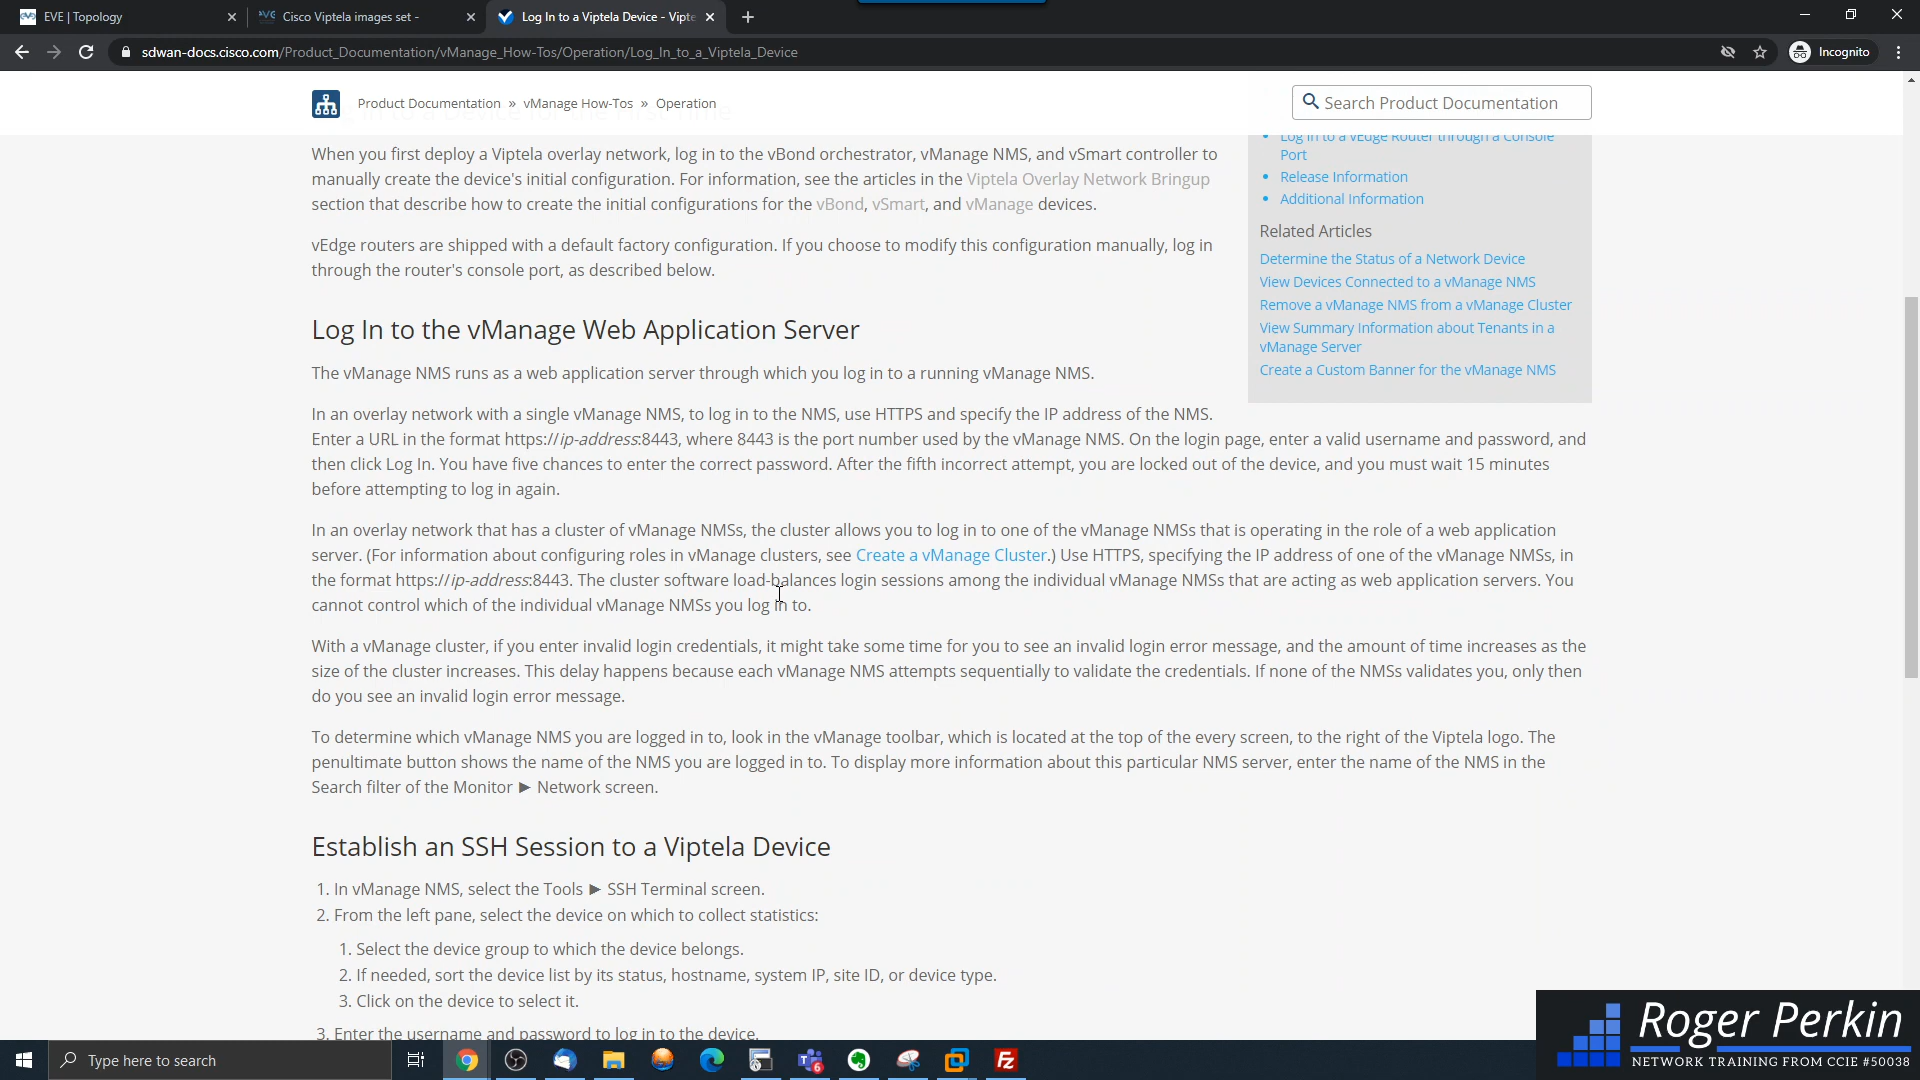 EVE | Topology
Cisco Viptela images set -
Log In to a Viptela Device - Vipte
sdwan-docs.cisco.com/Product_Documentation/vManage_How-Tos/Operation/Log_In_to_a_Viptela_Device
Incognito
Product Documentation » vManage How-Tos » Operation
Search Product Documentation
Log In to a Device for the First Time
Log In to a vEdge Router through a Console
Port
When you first deploy a Viptela overlay network, log in to the vBond orchestrator, vManage NMS, and vSmart controller to
manually create the device's initial configuration. For information, see the articles in the Viptela Overlay Network Bringup
section that describe how to create the initial configurations for the vBond, vSmart, and vManage devices.
vEdge routers are shipped with a default factory configuration. If you choose to modify this configuration manually, log in
through the router's console port, as described below.
Release Information
Additional Information
Related Articles
Determine the Status of a Network Device
View Devices Connected to a vManage NMS
Remove a vManage NMS from a vManage Cluster
View Summary Information about Tenants in a
vManage Server
Create a Custom Banner for the vManage NMS
Log In to the vManage Web Application Server
The vManage NMS runs as a web application server through which you log in to a running vManage NMS.
In an overlay network with a single vManage NMS, to log in to the NMS, use HTTPS and specify the IP address of the NMS.
Enter a URL in the format https://ip-address:8443, where 8443 is the port number used by the vManage NMS. On the login page, enter a valid username and password, and
then click Log In. You have five chances to enter the correct password. After the fifth incorrect attempt, you are locked out of the device, and you must wait 15 minutes
before attempting to log in again.
In an overlay network that has a cluster of vManage NMSs, the cluster allows you to log in to one of the vManage NMSs that is operating in the role of a web application
server. (For information about configuring roles in vManage clusters, see Create a vManage Cluster.) Use HTTPS, specifying the IP address of one of the vManage NMSs, in
the format https://ip-address:8443. The cluster software load-balances login sessions among the individual vManage NMSs that are acting as web application servers. You
cannot control which of the individual vManage NMSs you log in to.
With a vManage cluster, if you enter invalid login credentials, it might take some time for you to see an invalid login error message, and the amount of time increases as the
size of the cluster increases. This delay happens because each vManage NMS attempts sequentially to validate the credentials. If none of the NMSs validates you, only then
do you see an invalid login error message.
To determine which vManage NMS you are logged in to, look in the vManage toolbar, which is located at the top of the every screen, to the right of the Viptela logo. The
penultimate button shows the name of the NMS you are logged in to. To display more information about this particular NMS server, enter the name of the NMS in the
Search filter of the Monitor ► Network screen.
Establish an SSH Session to a Viptela Device
1. In vManage NMS, select the Tools ► SSH Terminal screen.
2. From the left pane, select the device on which to collect statistics:
1. Select the device group to which the device belongs.
2. If needed, sort the device list by its status, hostname, system IP, site ID, or device type.
3. Click on the device to select it.
3. Enter the username and password to log in to the device.
Roger Perkin
NETWORK TRAINING FROM CCIE #50038
Type here to search
6